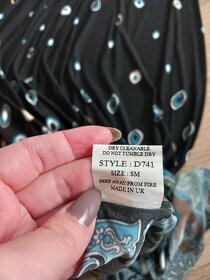 DRY CLEANABLE
DO NOT TUMBLE DRY
STYLE : D741
SIZE : SM
KEEP AWAY FROM FIRE
MADE IN UK